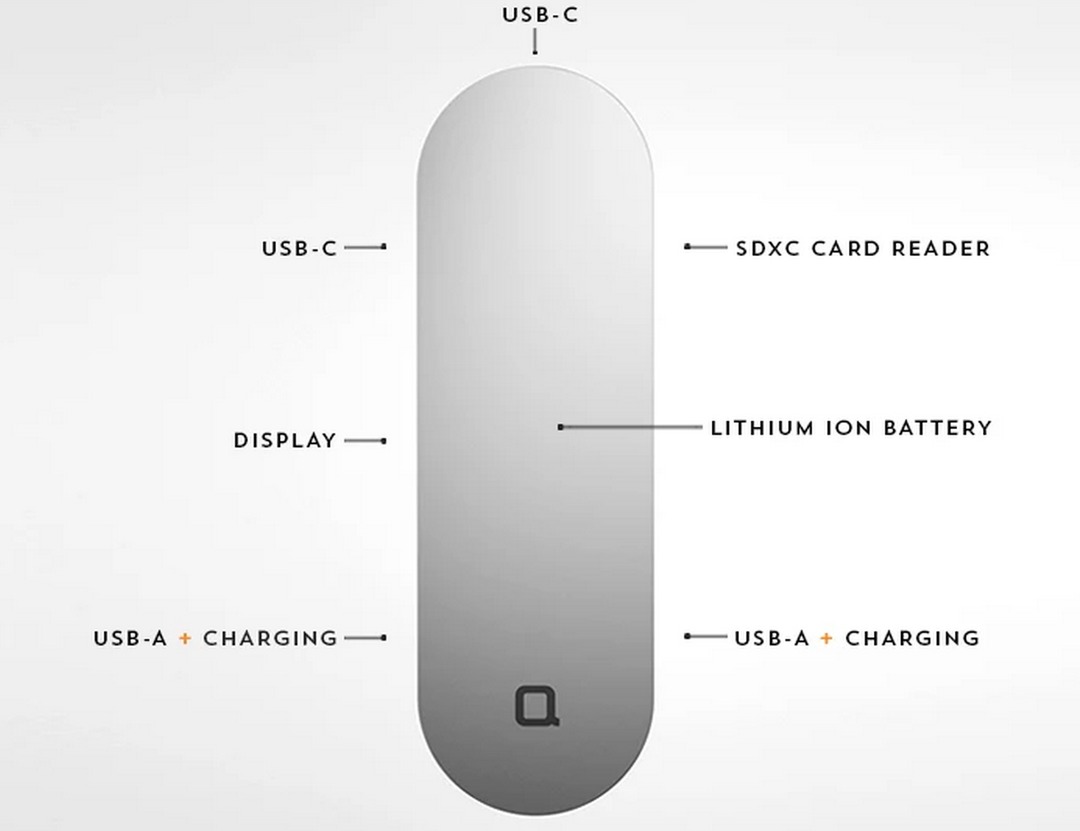 USB-C
USB-C
SDXC CARD READER
DISPLAY
LITHIUM ION BATTERY
USB-A + CHARGING
USB-A + CHARGING
Q